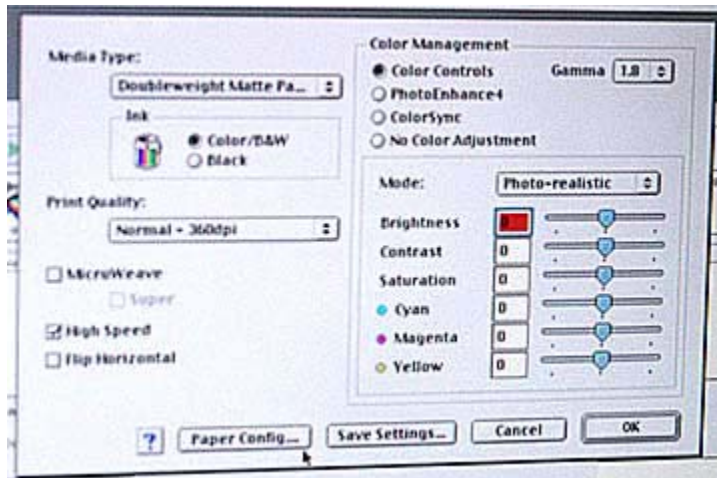 Media Type:
Doubleweight Matte Pa...
Ink
Color/B&W
Black
Print Quality:
Normal - 360dpi
MicroWeave
Super
High Speed
Flip Horizontal
Color Management
Color Controls
Gamma 1.8
PhotoEnhance4
ColorSync
No Color Adjustment
Mode: Photo-realistic
Brightness 0
Contrast 0
Saturation 0
Cyan 0
Magenta 0
Yellow 0
? Paper Config... Save Settings... Cancel OK